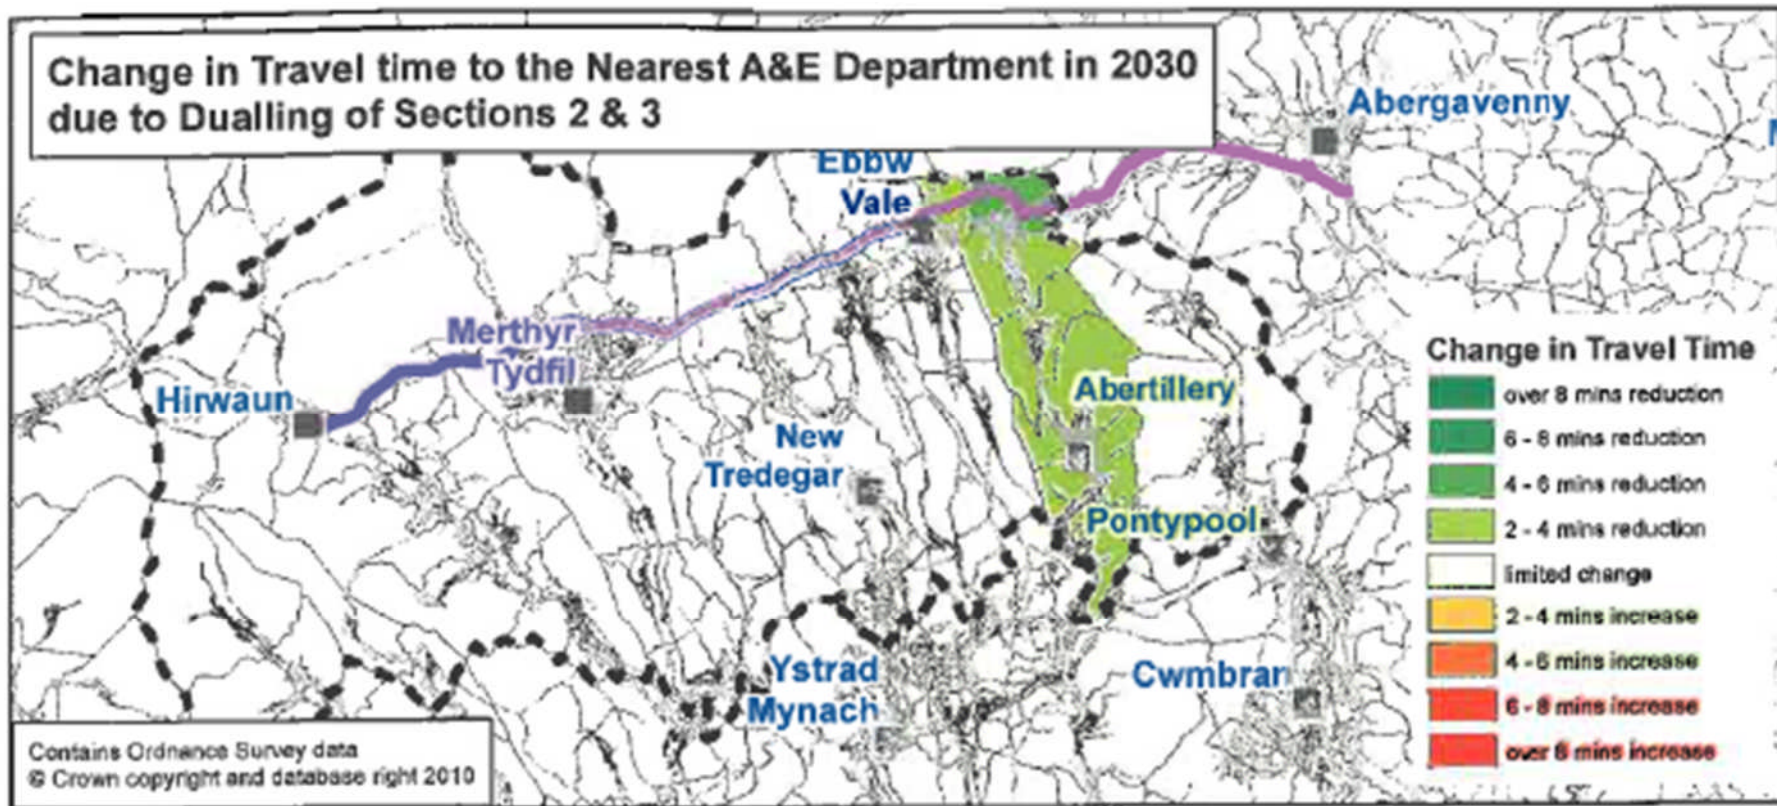 Change in Travel time to the Nearest A&E Department in 2030
due to Dualling of Sections 2 & 3
Abergavenny
Ebbw
Vale
Merthyr
Tydfil
Hirwaun
New
Tredegar
Abertillery
Pontypool
Ystrad
Mynach
Cwmbran
Change in Travel Time
over 8 mins reduction
6 - 8 mins reduction
4 - 6 mins reduction
2 - 4 mins reduction
limited change
2 - 4 mins increase
4 - 6 mins increase
6 - 8 mins increase
over 8 mins increase
Contains Ordnance Survey data
© Crown copyright and database right 2010